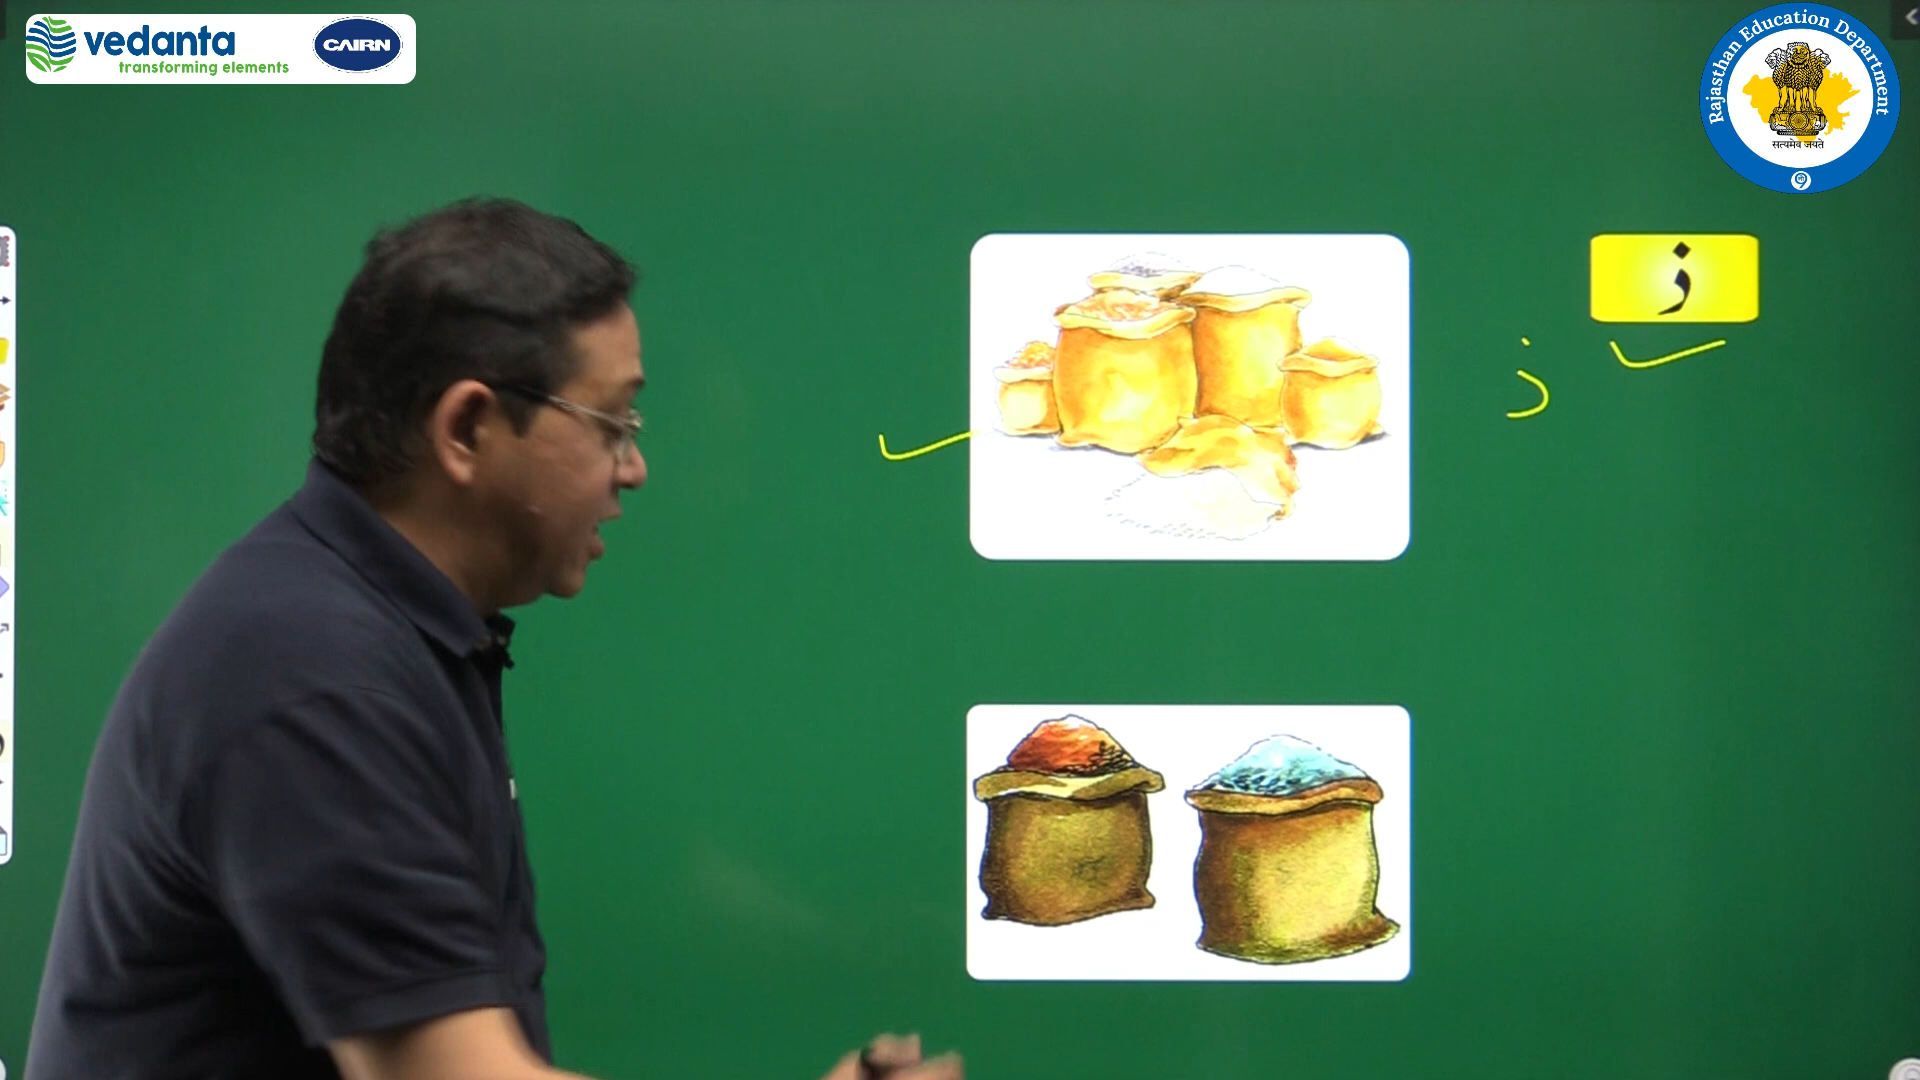 vedanta
transforming elements
CAIRN
Rajasthan Education Department
सत्यमेव जयते
ذ
ذ